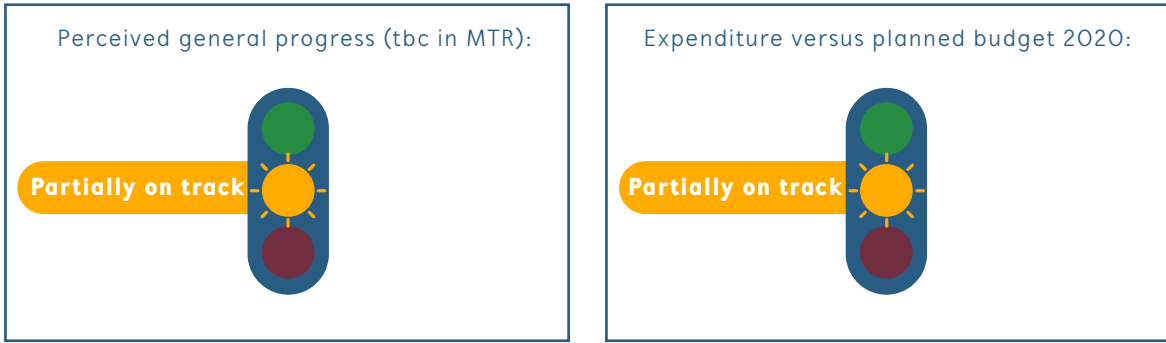 Perceived general progress (tbc in MTR):
Partially on track
Expenditure versus planned budget 2020:
Partially on track